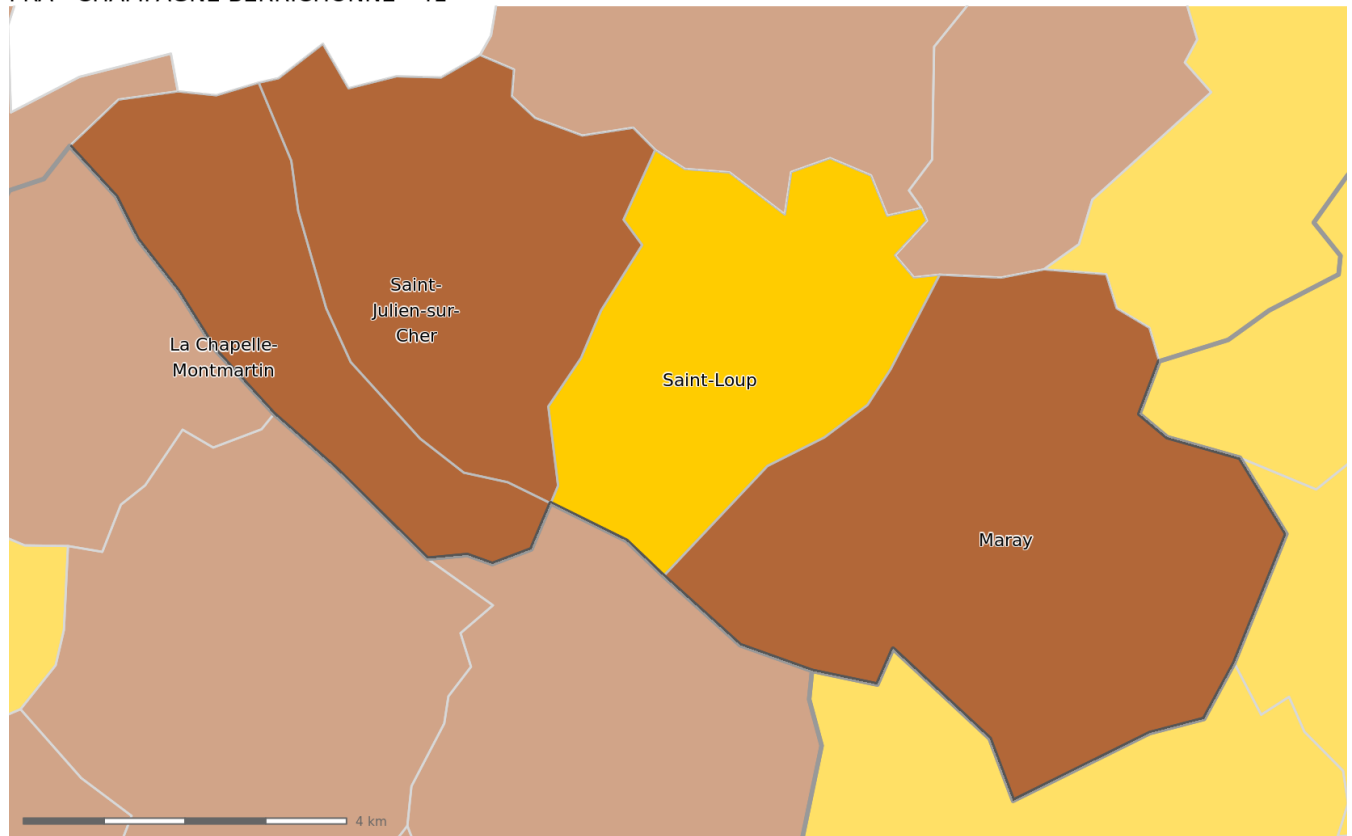 Saint-
Julien-sur-
Cher
La Chapelle-
Montmartin
Saint-Loup
Maray
4 km